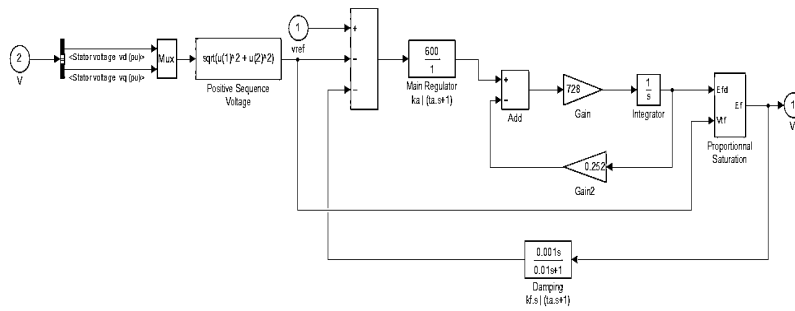 2
V
<Stator voltage vd (pu)>
<Stator voltage vq (pu)>
Mux
sqrt(u(1)^2 + u(2)^2)
Positive Sequence
Voltage
1
vref
+
-
-
600
1
Main Regulator
ka | (ta.s+1)
+
-
Add
728
Gain
1
s
Integrator
0.252
Gain2
Efd
Vtf
Ef
Proportionnal
Saturation
1
V
0.001s
0.01s+1
Damping
kf.s | (ta.s+1)